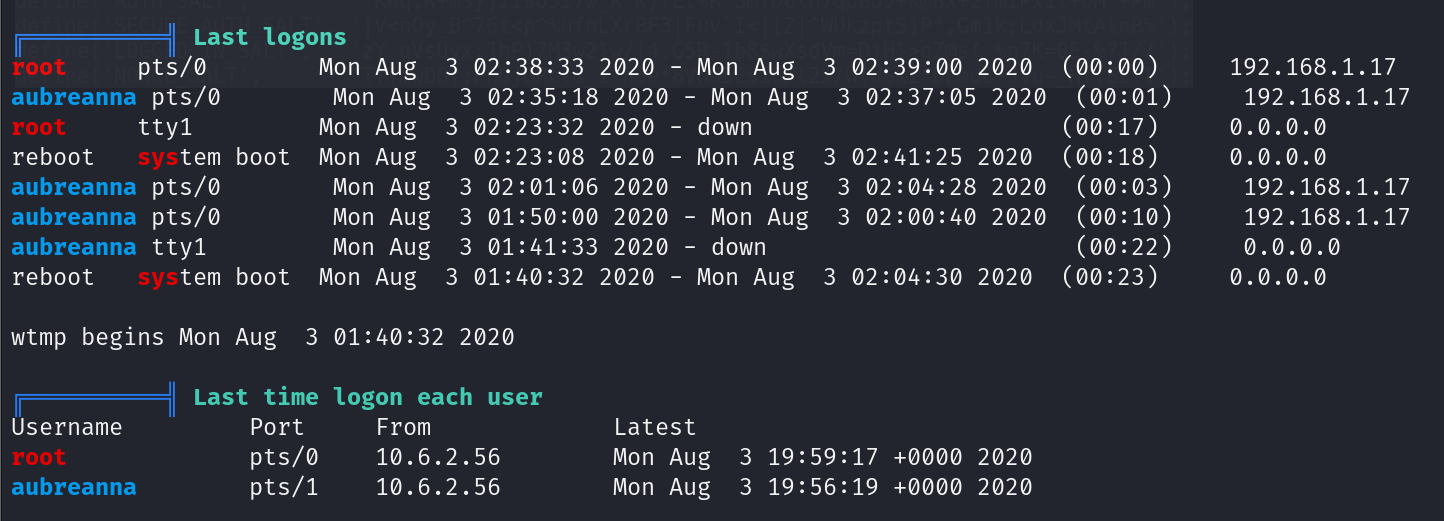 Last logons
root     pts/0        Mon Aug  3 02:38:33 2020 - Mon Aug  3 02:39:00 2020  (00:00)     192.168.1.17
aubreanna pts/0        Mon Aug  3 02:35:18 2020 - Mon Aug  3 02:37:05 2020  (00:01)     192.168.1.17
root     tty1         Mon Aug  3 02:23:32 2020 - down                      (00:17)     0.0.0.0
reboot   system boot  Mon Aug  3 02:23:08 2020 - Mon Aug  3 02:41:25 2020  (00:18)     0.0.0.0
aubreanna pts/0        Mon Aug  3 02:01:06 2020 - Mon Aug  3 02:04:28 2020  (00:03)     192.168.1.17
aubreanna pts/0        Mon Aug  3 01:50:00 2020 - Mon Aug  3 02:00:40 2020  (00:10)     192.168.1.17
aubreanna tty1         Mon Aug  3 01:41:33 2020 - down                      (00:22)     0.0.0.0
reboot   system boot  Mon Aug  3 01:40:32 2020 - Mon Aug  3 02:04:30 2020  (00:23)     0.0.0.0
wtmp begins Mon Aug  3 01:40:32 2020
Last time logon each user
Username         Port     From             Latest
root             pts/0    10.6.2.56        Mon Aug  3 19:59:17 +0000 2020
aubreanna        pts/1    10.6.2.56        Mon Aug  3 19:56:19 +0000 2020